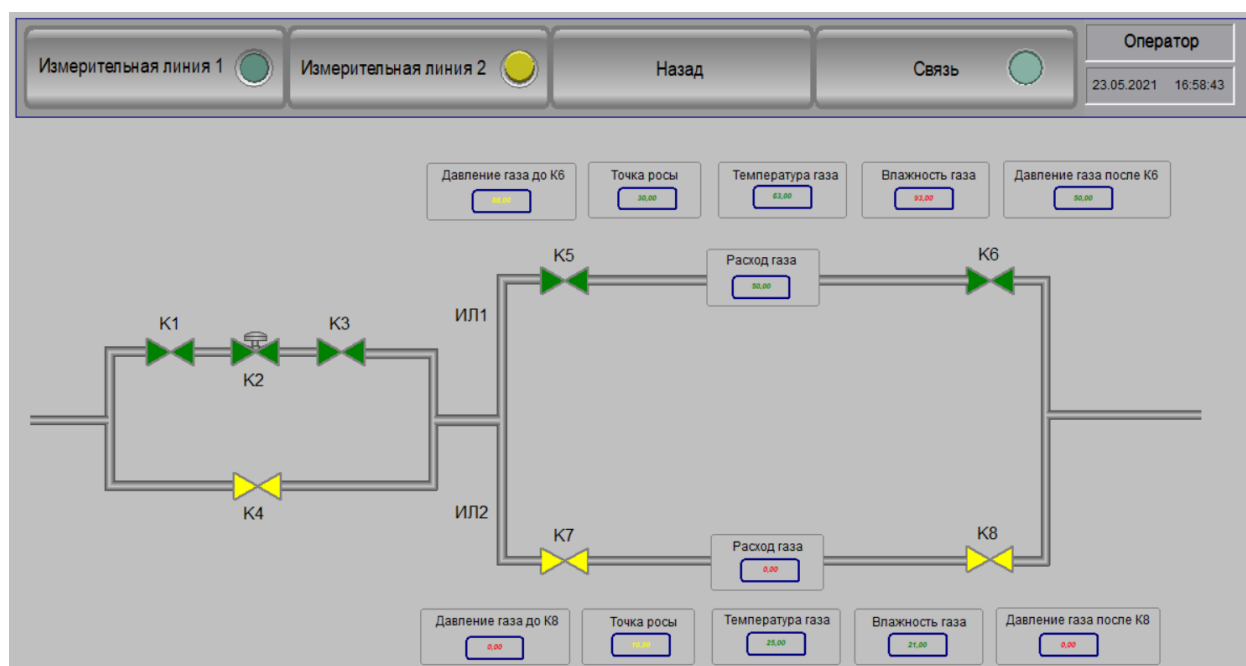 Измерительная линия 1
Измерительная линия 2
Назад
Связь
Оператор
23.05.2021 16:58:43
Давление газа до К6
Точка росы
30,00
Температура газа
63,00
Влажность газа
93,00
Давление газа после К6
50,00
К5
Расход газа
50,00
К6
ИЛ1
К1
К3
К2
К4
ИЛ2
К7
Расход газа
0,00
К8
Давление газа до К8
0,00
Точка росы
10,00
Температура газа
25,00
Влажность газа
21,00
Давление газа после К8
0,00